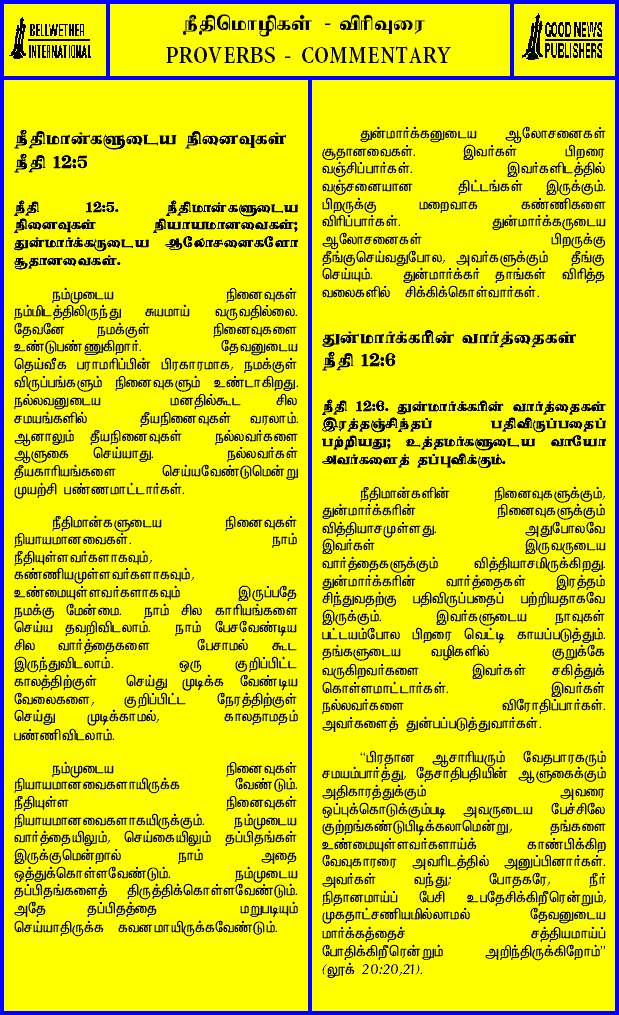 BELLWETHER
INTERNATIONAL
நீதிமொழிகள் - விரிவுரை
PROVERBS - COMMENTARY
GOOD NEWS
PUBLISHERS
நீதிமான்களுடைய நினைவுகள்
நீதி 12:5
நீதி 12:5. நீதிமான்களுடைய
நினைவுகள் நியாயமானவைகள்;
துன்மார்க்கருடைய ஆலோசனைகளோ
சூதானவைகள்.
நம்முடைய நினைவுகள்
நம்மிடத்திலிருந்து சுயமாய் வருவதில்லை.
தேவனே நமக்குள் நினைவுகளை
உண்டுபண்ணுகிறார். தேவனுடைய
தெய்வீக பராமரிப்பின் பிரகாரமாக, நமக்குள்
விருப்பங்களும் நினைவுகளும் உண்டாகிறது.
நல்லவனுடைய மனதில்கூட சில
சமயங்களில் தீயநினைவுகள் வரலாம்.
ஆனாலும் தீயநினைவுகள் நல்லவர்களை
ஆளுகை செய்யாது. நல்லவர்கள்
தீயகாரியங்களை செய்யவேண்டுமென்று
முயற்சி பண்ணமாட்டார்கள்.
நீதிமான்களுடைய நினைவுகள்
நியாயமானவைகள். நாம்
நீதியுள்ளவர்களாகவும்,
கண்ணியமுள்ளவர்களாகவும்,
உண்மையுள்ளவர்களாகவும் இருப்பதே
நமக்கு மேன்மை. நாம் சில காரியங்களை
செய்ய தவறிவிடலாம். நாம் பேசவேண்டிய
சில வார்த்தைகளை பேசாமல் கூட
இருந்துவிடலாம். ஒரு குறிப்பிட்ட
காலத்திற்குள் செய்து முடிக்க வேண்டிய
வேலைகளை, குறிப்பிட்ட நேரத்திற்குள்
செய்து முடிக்காமல், காலதாமதம்
பண்ணிவிடலாம்.
நம்முடைய நினைவுகள்
நியாயமானவைகளாயிருக்க வேண்டும்.
நீதியுள்ள நினைவுகள்
நியாயமானவைகளாகயிருக்கும். நம்முடைய
வார்த்தையிலும், செய்கையிலும் தப்பிதங்கள்
இருக்குமென்றால் நாம் அதை
ஒத்துக்கொள்ளவேண்டும். நம்முடைய
தப்பிதங்களைத் திருத்திக்கொள்ளவேண்டும்.
அதே தப்பிதத்தை மறுபடியும்
செய்யாதிருக்க கவனமாயிருக்கவேண்டும்.
துன்மார்க்கனுடைய ஆலோசனைகள்
சூதானவைகள். இவர்கள் பிறரை
வஞ்சிப்பார்கள். இவர்களிடத்தில்
வஞ்சனையான திட்டங்கள் இருக்கும்.
பிறருக்கு மறைவாக கண்ணிகளை
விரிப்பார்கள். துன்மார்க்கருடைய
ஆலோசனைகள் பிறருக்கு
தீங்குசெய்வதுபோல, அவர்களுக்கும் தீங்கு
செய்யும். துன்மார்க்கர் தாங்கள் விரித்த
வலைகளில் சிக்கிக்கொள்வார்கள்.
துன்மார்க்கரின் வார்த்தைகள்
நீதி 12:6
நீதி 12:6. துன்மார்க்கரின் வார்த்தைகள்
இரத்தஞ்சிந்தப் பதிவிருப்பதைப்
பற்றியது; உத்தமர்களுடைய வாயோ
அவர்களைத் தப்புவிக்கும்.
நீதிமான்களின் நினைவுகளுக்கும்,
துன்மார்க்கரின் நினைவுகளுக்கும்
வித்தியாசமுள்ளது. அதுபோலவே
இவர்கள் இருவருடைய
வார்த்தைகளுக்கும் வித்தியாசமிருக்கிறது.
துன்மார்க்கரின் வார்த்தைகள் இரத்தம்
சிந்துவதற்கு பதிவிருப்பதைப் பற்றியதாகவே
இருக்கும். இவர்களுடைய நாவுகள்
பட்டயம்போல பிறரை வெட்டி காயப்படுத்தும்.
தங்களுடைய வழிகளில் குறுக்கே
வருகிறவர்களை இவர்கள் சகித்துக்
கொள்ளமாட்டார்கள். இவர்கள்
நல்லவர்களை விரோதிப்பார்கள்.
அவர்களைத் துன்பப்படுத்துவார்கள்.
“பிரதான ஆசாரியரும் வேதபாரகரும்
சமயம்பார்த்து, தேசாதிபதியின் ஆளுகைக்கும்
அதிகாரத்துக்கும் அவரை
ஒப்புக்கொடுக்கும்படி அவருடைய பேச்சிலே
குற்றங்கண்டுபிடிக்கலாமென்று, தங்களை
உண்மையுள்ளவர்களாய்க் காண்பிக்கிற
வேவுகாரரை அவரிடத்தில் அனுப்பினார்கள்.
அவர்கள் வந்து; போதகரே, நீர்
நிதானமாய்ப் பேசி உபதேசிக்கிறீரென்றும்,
முகதாட்சணியமில்லாமல் தேவனுடைய
மார்க்கத்தைச் சத்தியமாய்ப்
போதிக்கிறீரென்றும் அறிந்திருக்கிறோம்”
(லூக் 20:20,21).